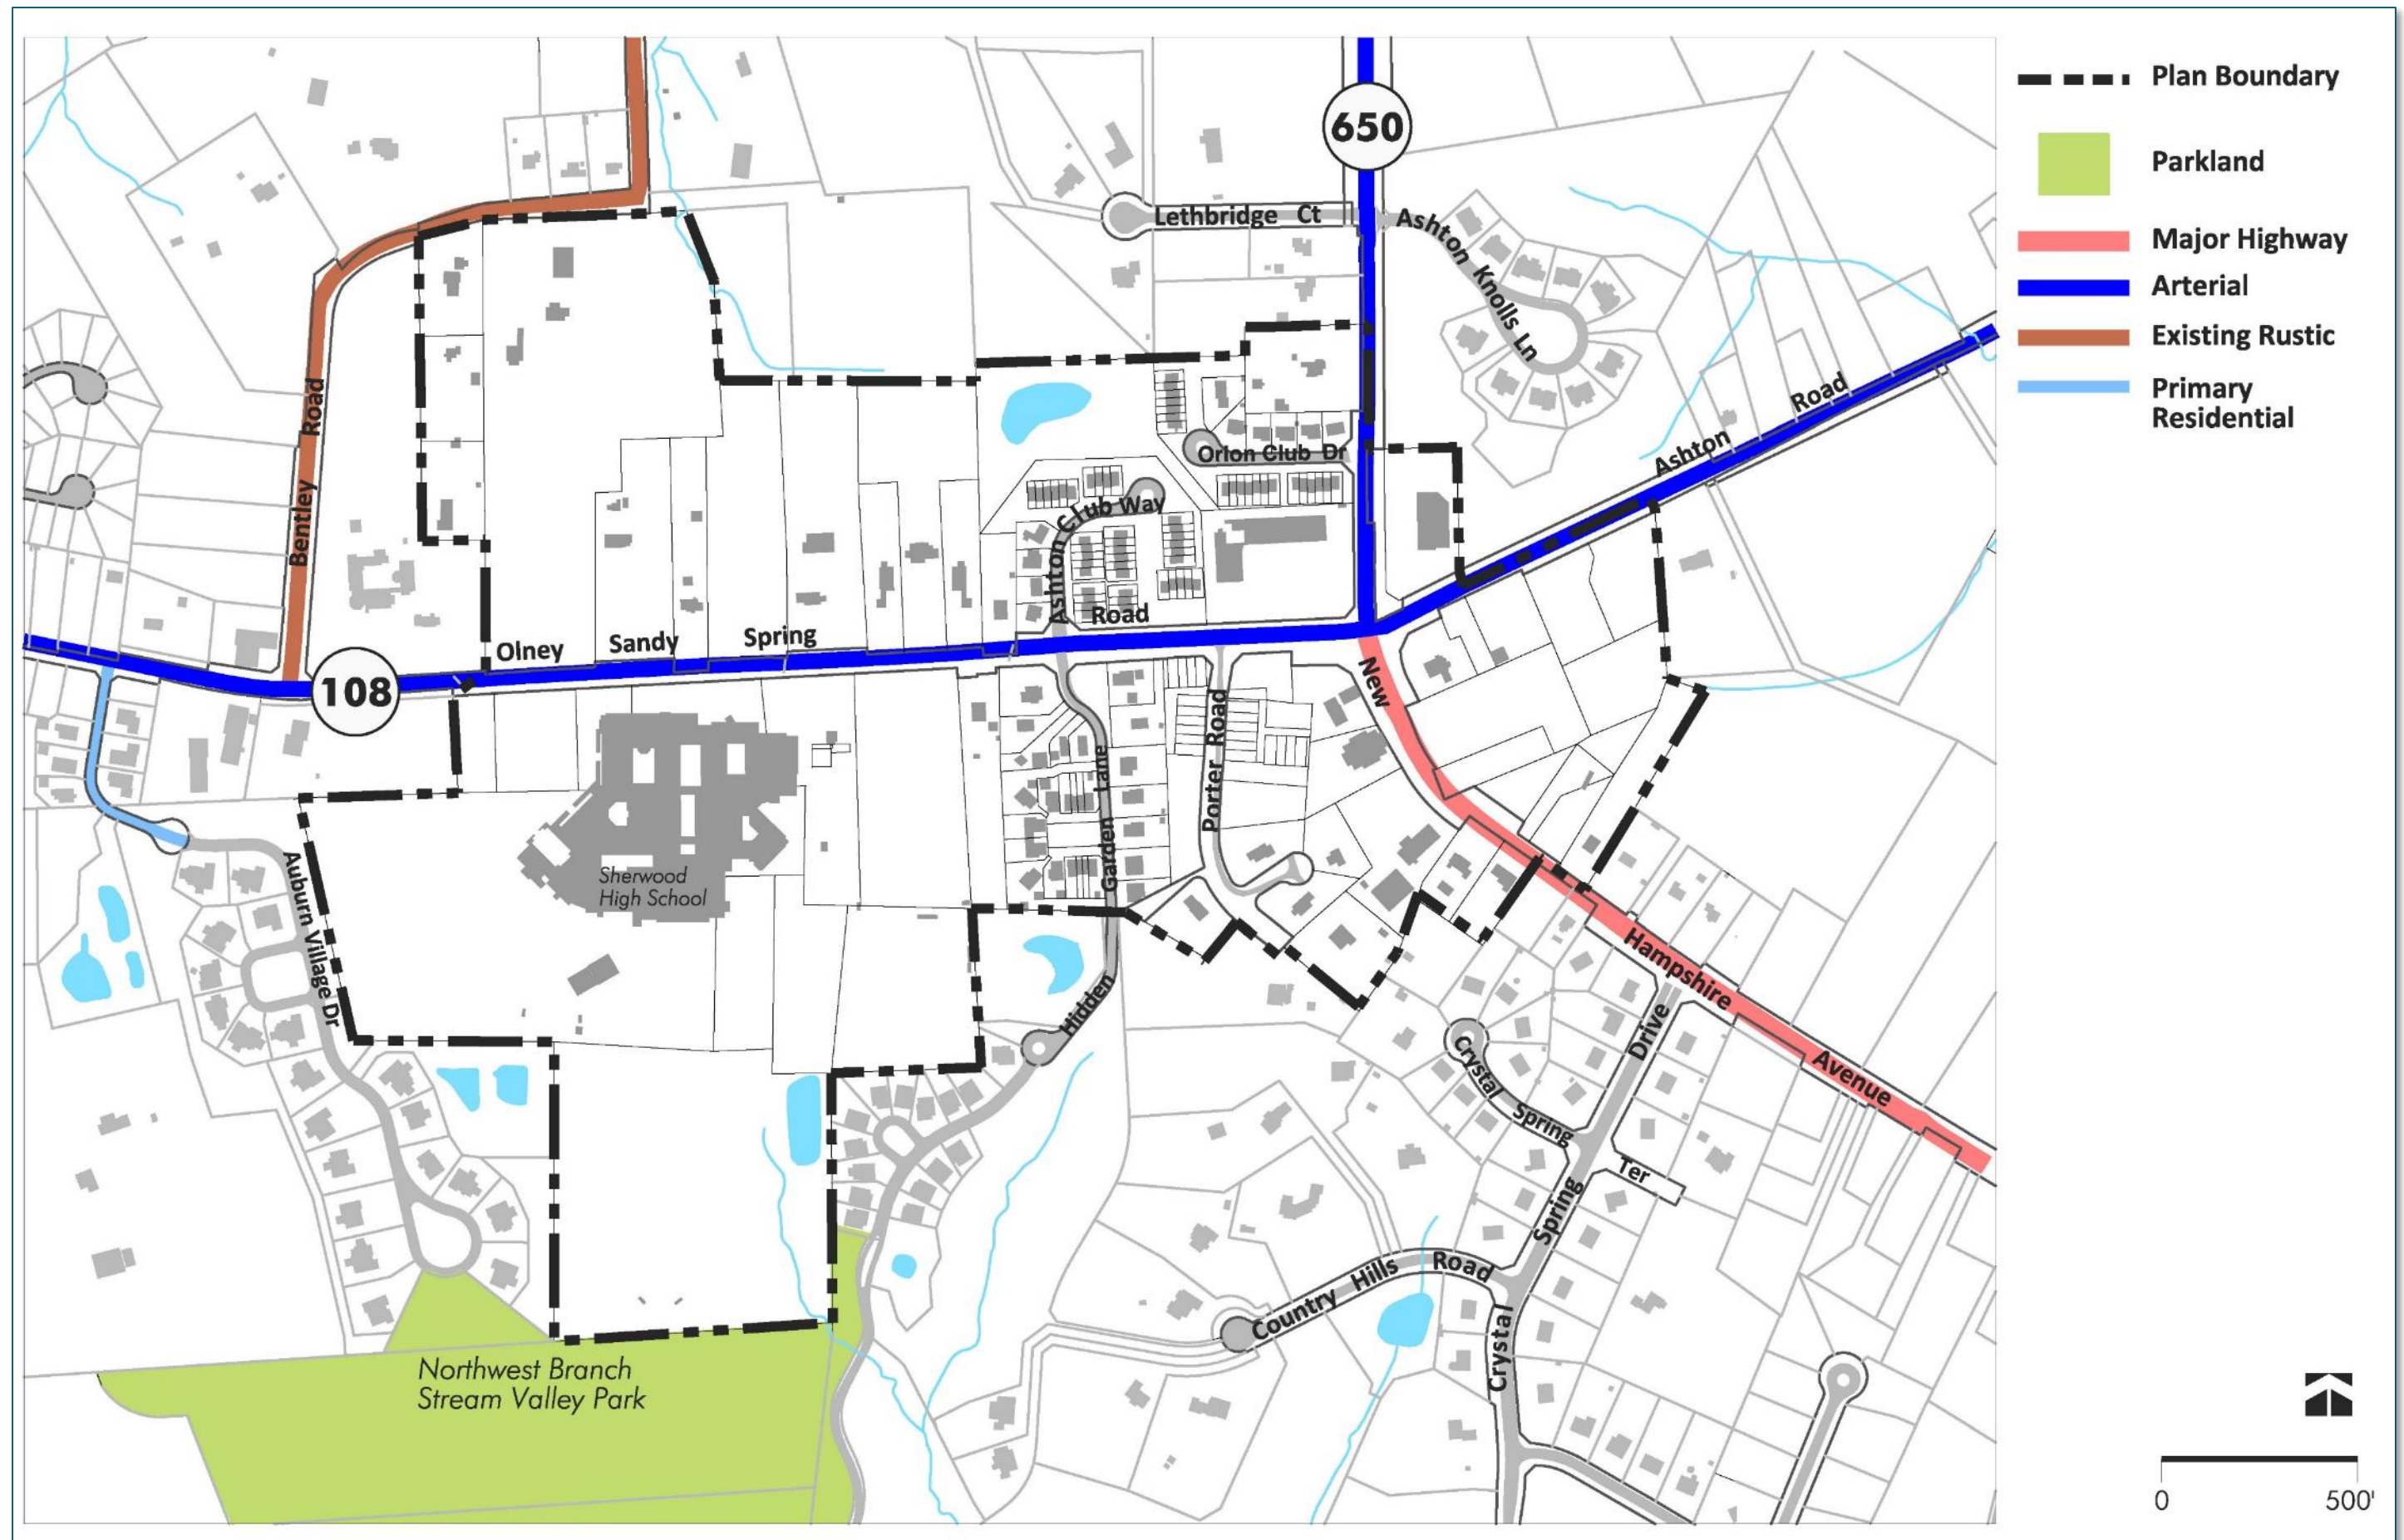 650
Plan Boundary
Parkland
Major Highway
Arterial
Existing Rustic
Primary
Residential
Lethbridge Ct
Ashton Knolls Ln
Bentley Road
Ashton Road
Orion Club Dr
Ashton Club Way
Olney Sandy Spring Road
108
New Hampshire Avenue
Porter Road
Hidden Garden Lane
Sherwood
High School
Auburn Village Dr
Crystal Spring Drive
Crystal Spring Ter
Country Hills Road
Northwest Branch
Stream Valley Park
0 500'